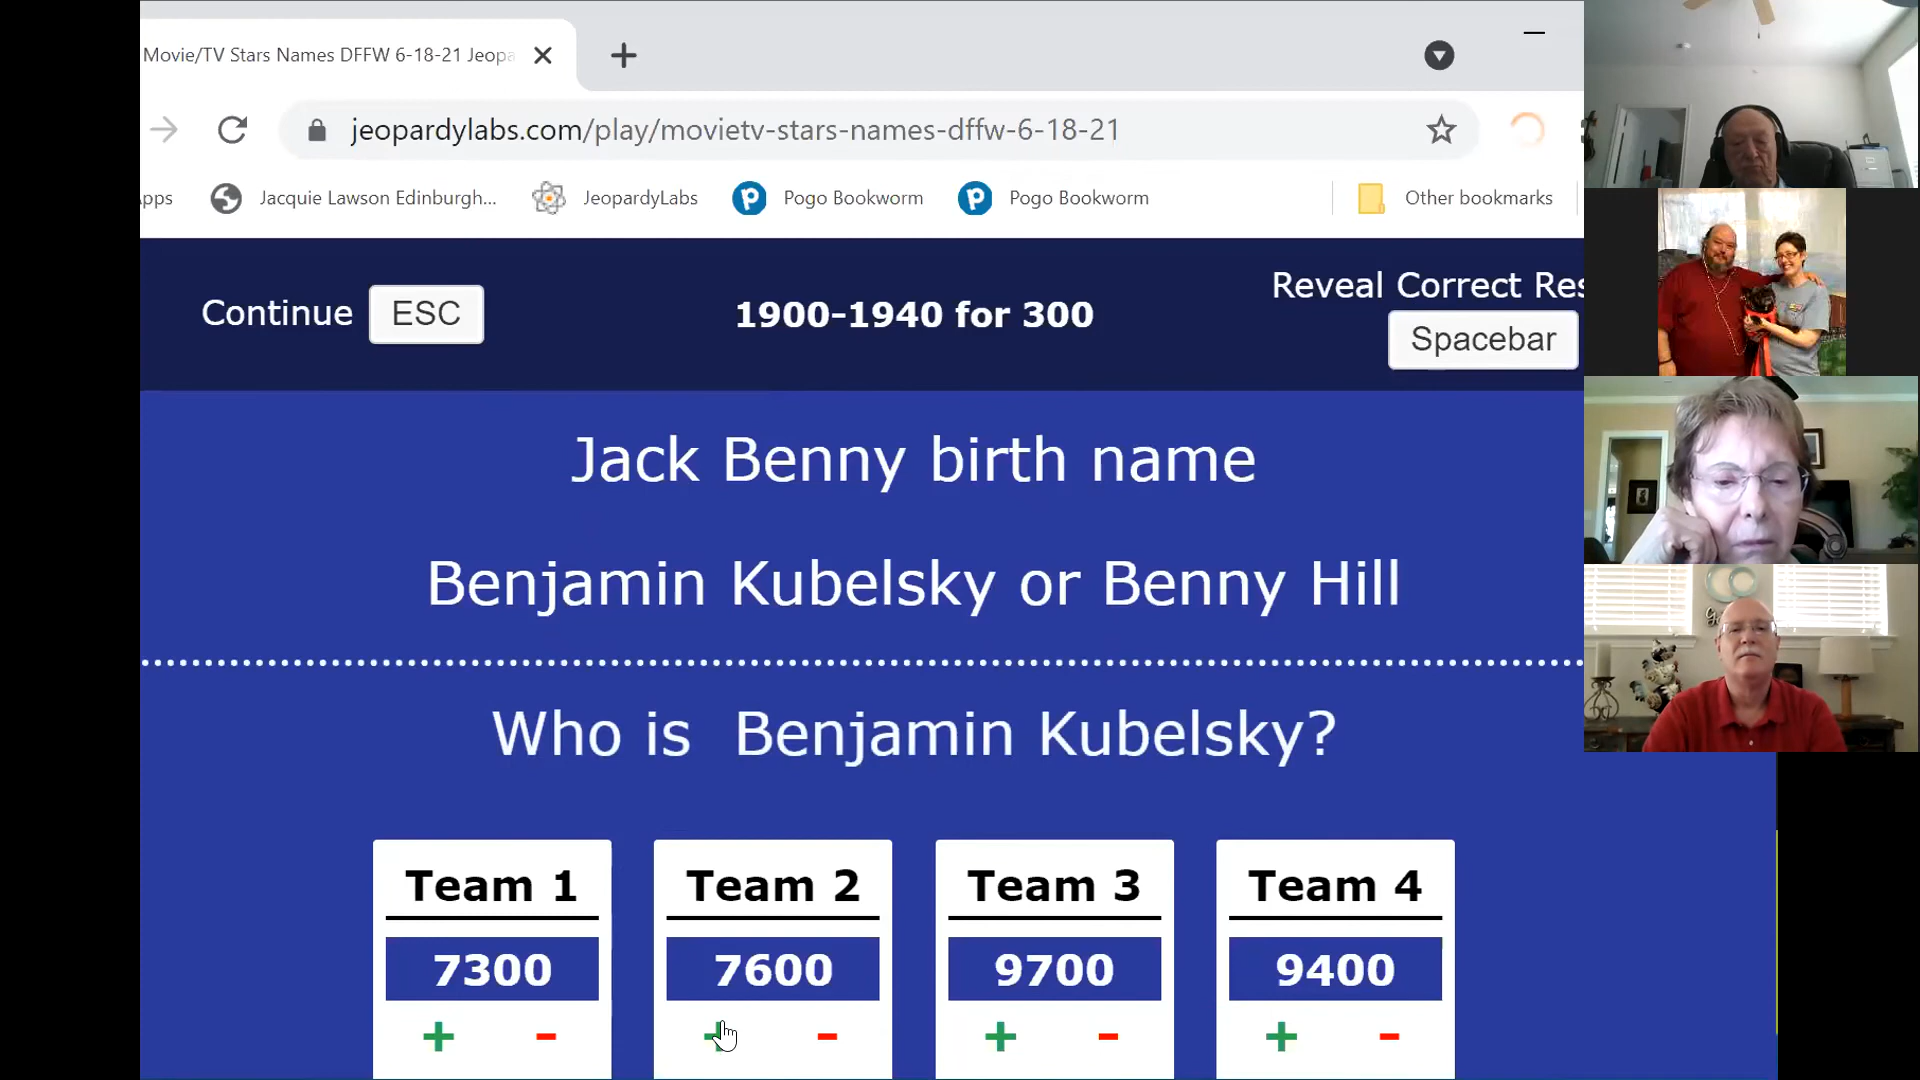 Movie/TV Stars Names DFFW 6-18-21 Jeopa
jeopardylabs.com/play/movietv-stars-names-dffw-6-18-21
pps
Jacquie Lawson Edinburgh...
JeopardyLabs
Pogo Bookworm
Pogo Bookworm
Other bookmarks
Continue ESC
1900-1940 for 300
Reveal Correct Res
Spacebar
Jack Benny birth name
Benjamin Kubelsky or Benny Hill
Who is Benjamin Kubelsky?
Team 1 Team 2 Team 3 Team 4
7300 7600 9700 9400
+ - + - + - + -